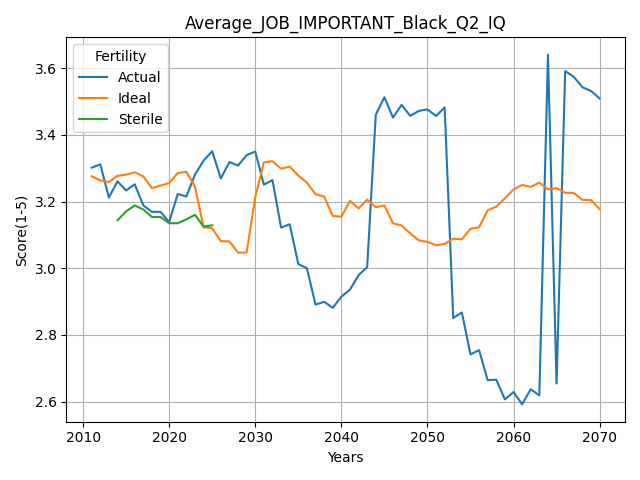 Average_JOB_IMPORTANT_Black_Q2_IQ
Fertility
Actual
Ideal
Sterile
Score(1-5)
3.6
3.4
3.2
3.0
2.8
2.6
2010 2020 2030 2040 2050 2060 2070
Years